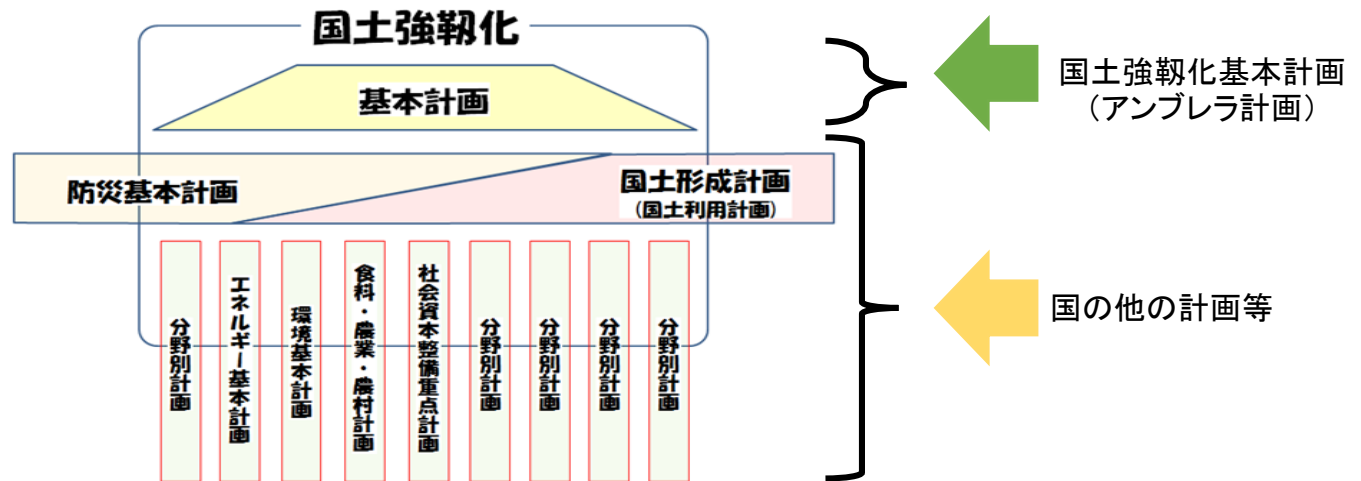 国土強靱化
基本計画
国土強靱化基本計画
（アンブレラ計画）
防災基本計画
国土形成計画
（国土利用計画）
分野別計画
エネルギー基本計画
環境基本計画
食料・農業・農村計画
社会資本整備重点計画
分野別計画
分野別計画
分野別計画
分野別計画
国の他の計画等